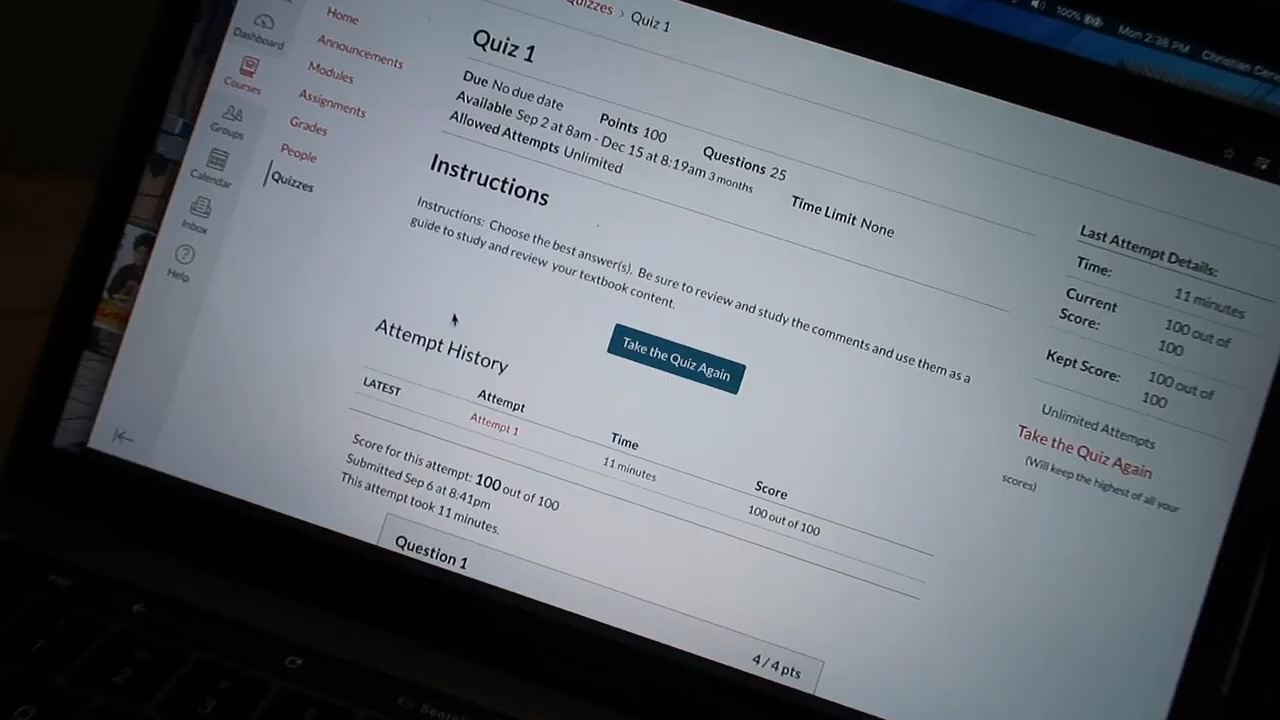 Quizzes › Quiz 1
100%
Mon 2:38 PM
Christian
Dashboard
Courses
Groups
Calendar
Inbox
Help
Home
Announcements
Modules
Assignments
Grades
People
Quizzes
Quiz 1
Due No due date
Points 100
Questions 25
Available Sep 2 at 8am - Dec 15 at 8:19am 3 months
Time Limit None
Allowed Attempts Unlimited
Instructions
Instructions: Choose the best answer(s). Be sure to review and study the comments and use them as a
guide to study and review your textbook content.
Take the Quiz Again
Attempt History
Attempt
Time
Score
LATEST
Attempt 1
11 minutes
100 out of 100
Score for this attempt: 100 out of 100
Submitted Sep 6 at 8:41pm
This attempt took 11 minutes.
Question 1
4 / 4 pts
Last Attempt Details:
Time:
11 minutes
Current
Score:
100 out of
100
Kept Score:
100 out of
100
Unlimited Attempts
Take the Quiz Again
(Will keep the highest of all your
scores)